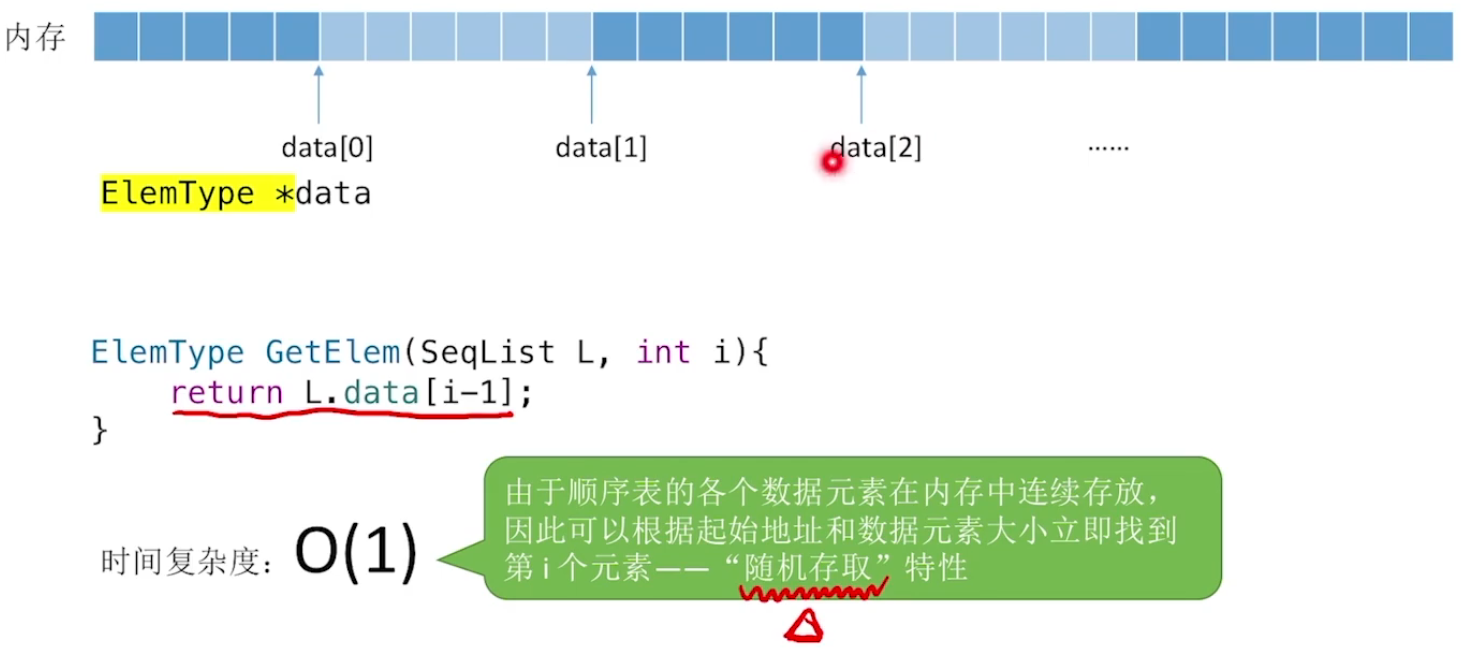 内存
data[0] data[1] data[2] ······
ElemType *data
ElemType GetElem(SeqList L, int i){
return L.data[i-1];
}
由于顺序表的各个数据元素在内存中连续存放，
因此可以根据起始地址和数据元素大小立即找到
第i个元素——“随机存取”特性
时间复杂度：O(1)